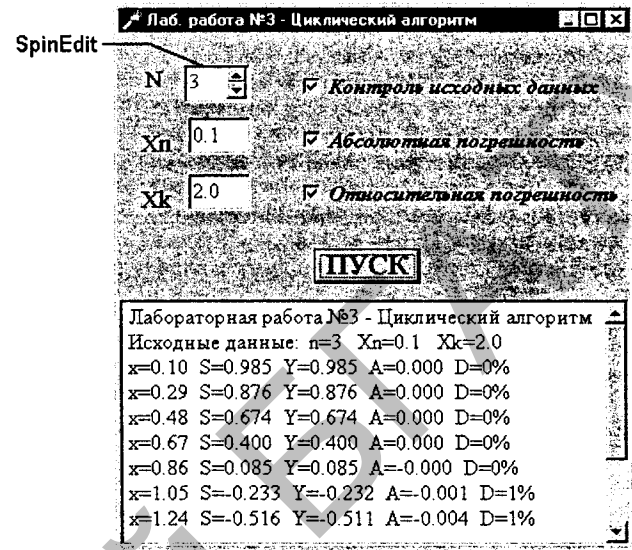 Лаб. работа №3 - Циклический алгоритм
SpinEdit
N 3 Контроль исходных данных
Xn 0.1 Абсолютная погрешность
Xk 2.0 Относительная погрешность
ПУСК
Лабораторная работа №3 - Циклический алгоритм
Исходные данные: n=3 Xn=0.1 Xk=2.0
x=0.10 S=0.985 Y=0.985 A=0.000 D=0%
x=0.29 S=0.876 Y=0.876 A=0.000 D=0%
x=0.48 S=0.674 Y=0.674 A=0.000 D=0%
x=0.67 S=0.400 Y=0.400 A=0.000 D=0%
x=0.86 S=0.085 Y=0.085 A=-0.000 D=0%
x=1.05 S=-0.233 Y=-0.232 A=-0.001 D=1%
x=1.24 S=-0.516 Y=-0.511 A=-0.004 D=1%